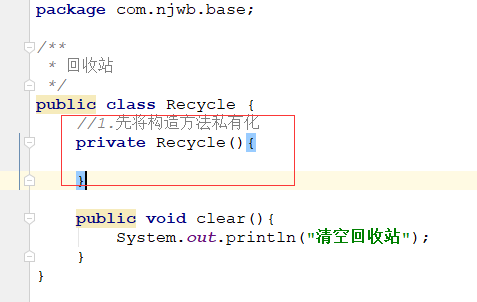 package com.njwb.base;
/**
* 回收站
*/
public class Recycle {
//1.先将构造方法私有化
private Recycle(){
}
public void clear(){
System.out.println("清空回收站");
}
}